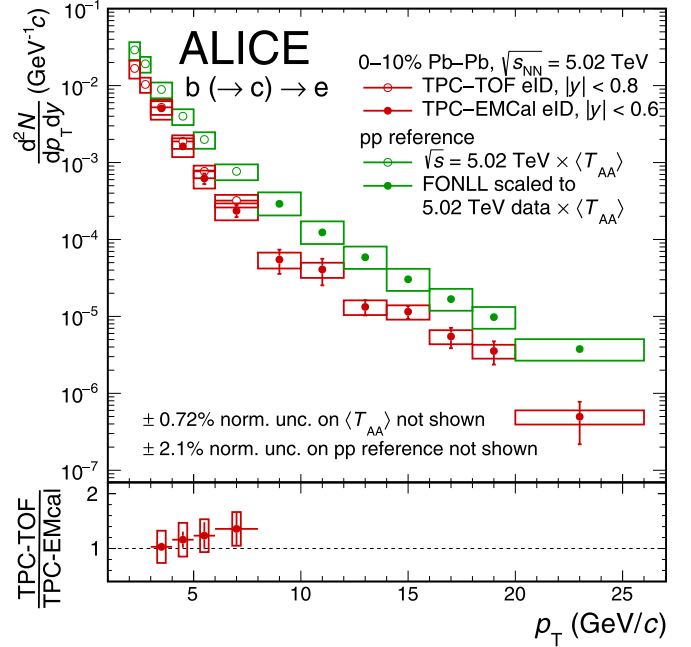 ALICE
b (→ c) → e
0–10% Pb–Pb, √sNN = 5.02 TeV
TPC–TOF eID, |y| < 0.8
TPC–EMCal eID, |y| < 0.6
pp reference
√s = 5.02 TeV × ⟨TAA⟩
FONLL scaled to
5.02 TeV data × ⟨TAA⟩
d²N
dpTdy
(GeV⁻¹c)
10⁻¹
10⁻²
10⁻³
10⁻⁴
10⁻⁵
10⁻⁶
10⁻⁷
± 0.72% norm. unc. on ⟨TAA⟩ not shown
± 2.1% norm. unc. on pp reference not shown
TPC-TOF
TPC-EMcal
2
1
5 10 15 20 25
pT (GeV/c)